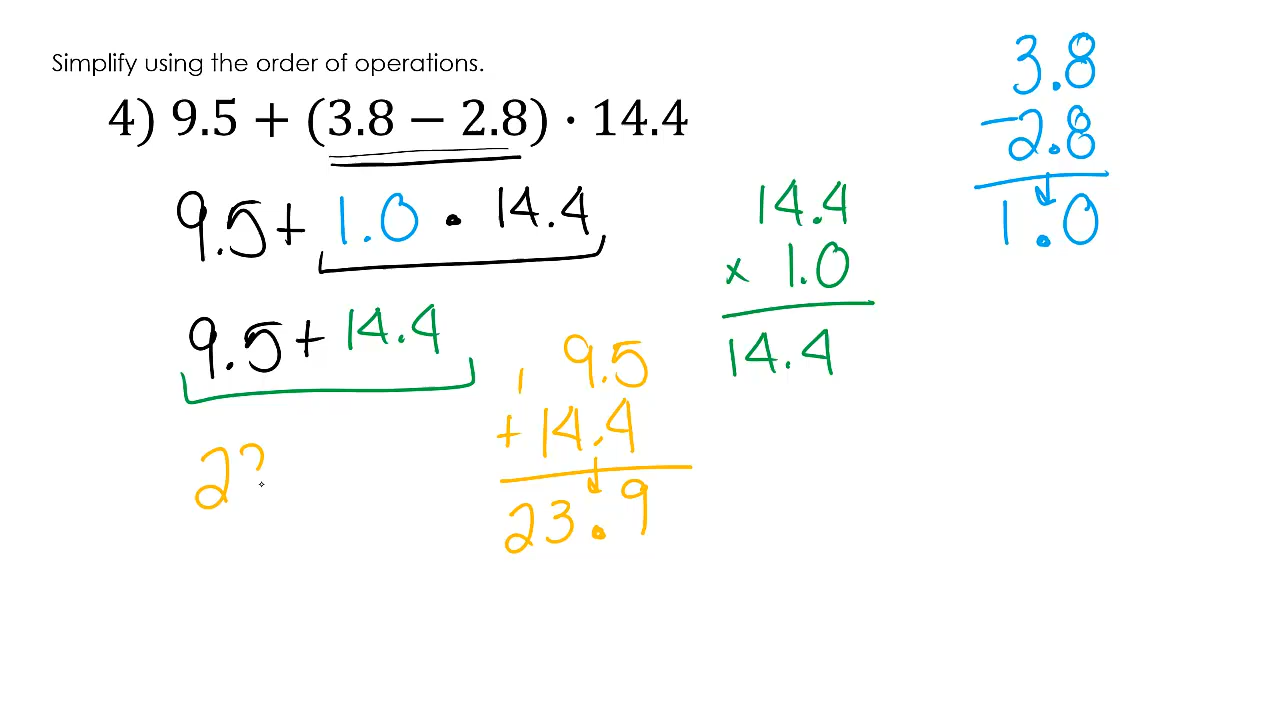 Simplify using the order of operations.
4) 9.5 + (3.8 − 2.8) · 14.4
9.5 + 1.0 · 14.4
9.5 + 14.4
23
3.8
− 2.8
1.0
14.4
x 1.0
14.4
1
9.5
+ 14.4
23.9